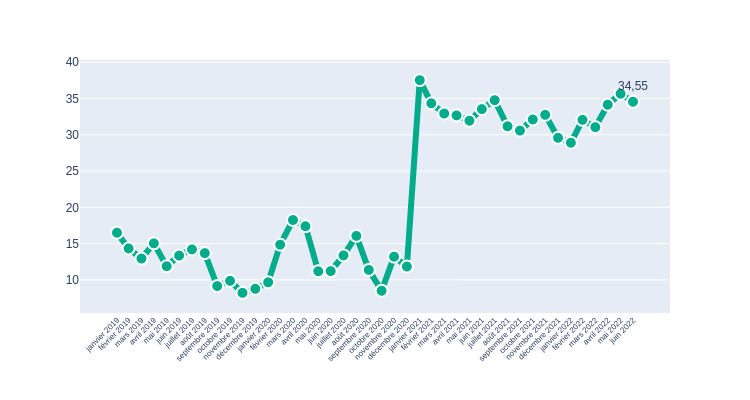 40
35
30
25
20
15
10
34,55
janvier 2019
février 2019
mars 2019
avril 2019
mai 2019
juin 2019
juillet 2019
août 2019
septembre 2019
octobre 2019
novembre 2019
décembre 2019
janvier 2020
février 2020
mars 2020
avril 2020
mai 2020
juin 2020
juillet 2020
août 2020
septembre 2020
octobre 2020
novembre 2020
décembre 2020
janvier 2021
février 2021
mars 2021
avril 2021
mai 2021
juin 2021
juillet 2021
août 2021
septembre 2021
octobre 2021
novembre 2021
décembre 2021
janvier 2022
février 2022
mars 2022
avril 2022
mai 2022
juin 2022